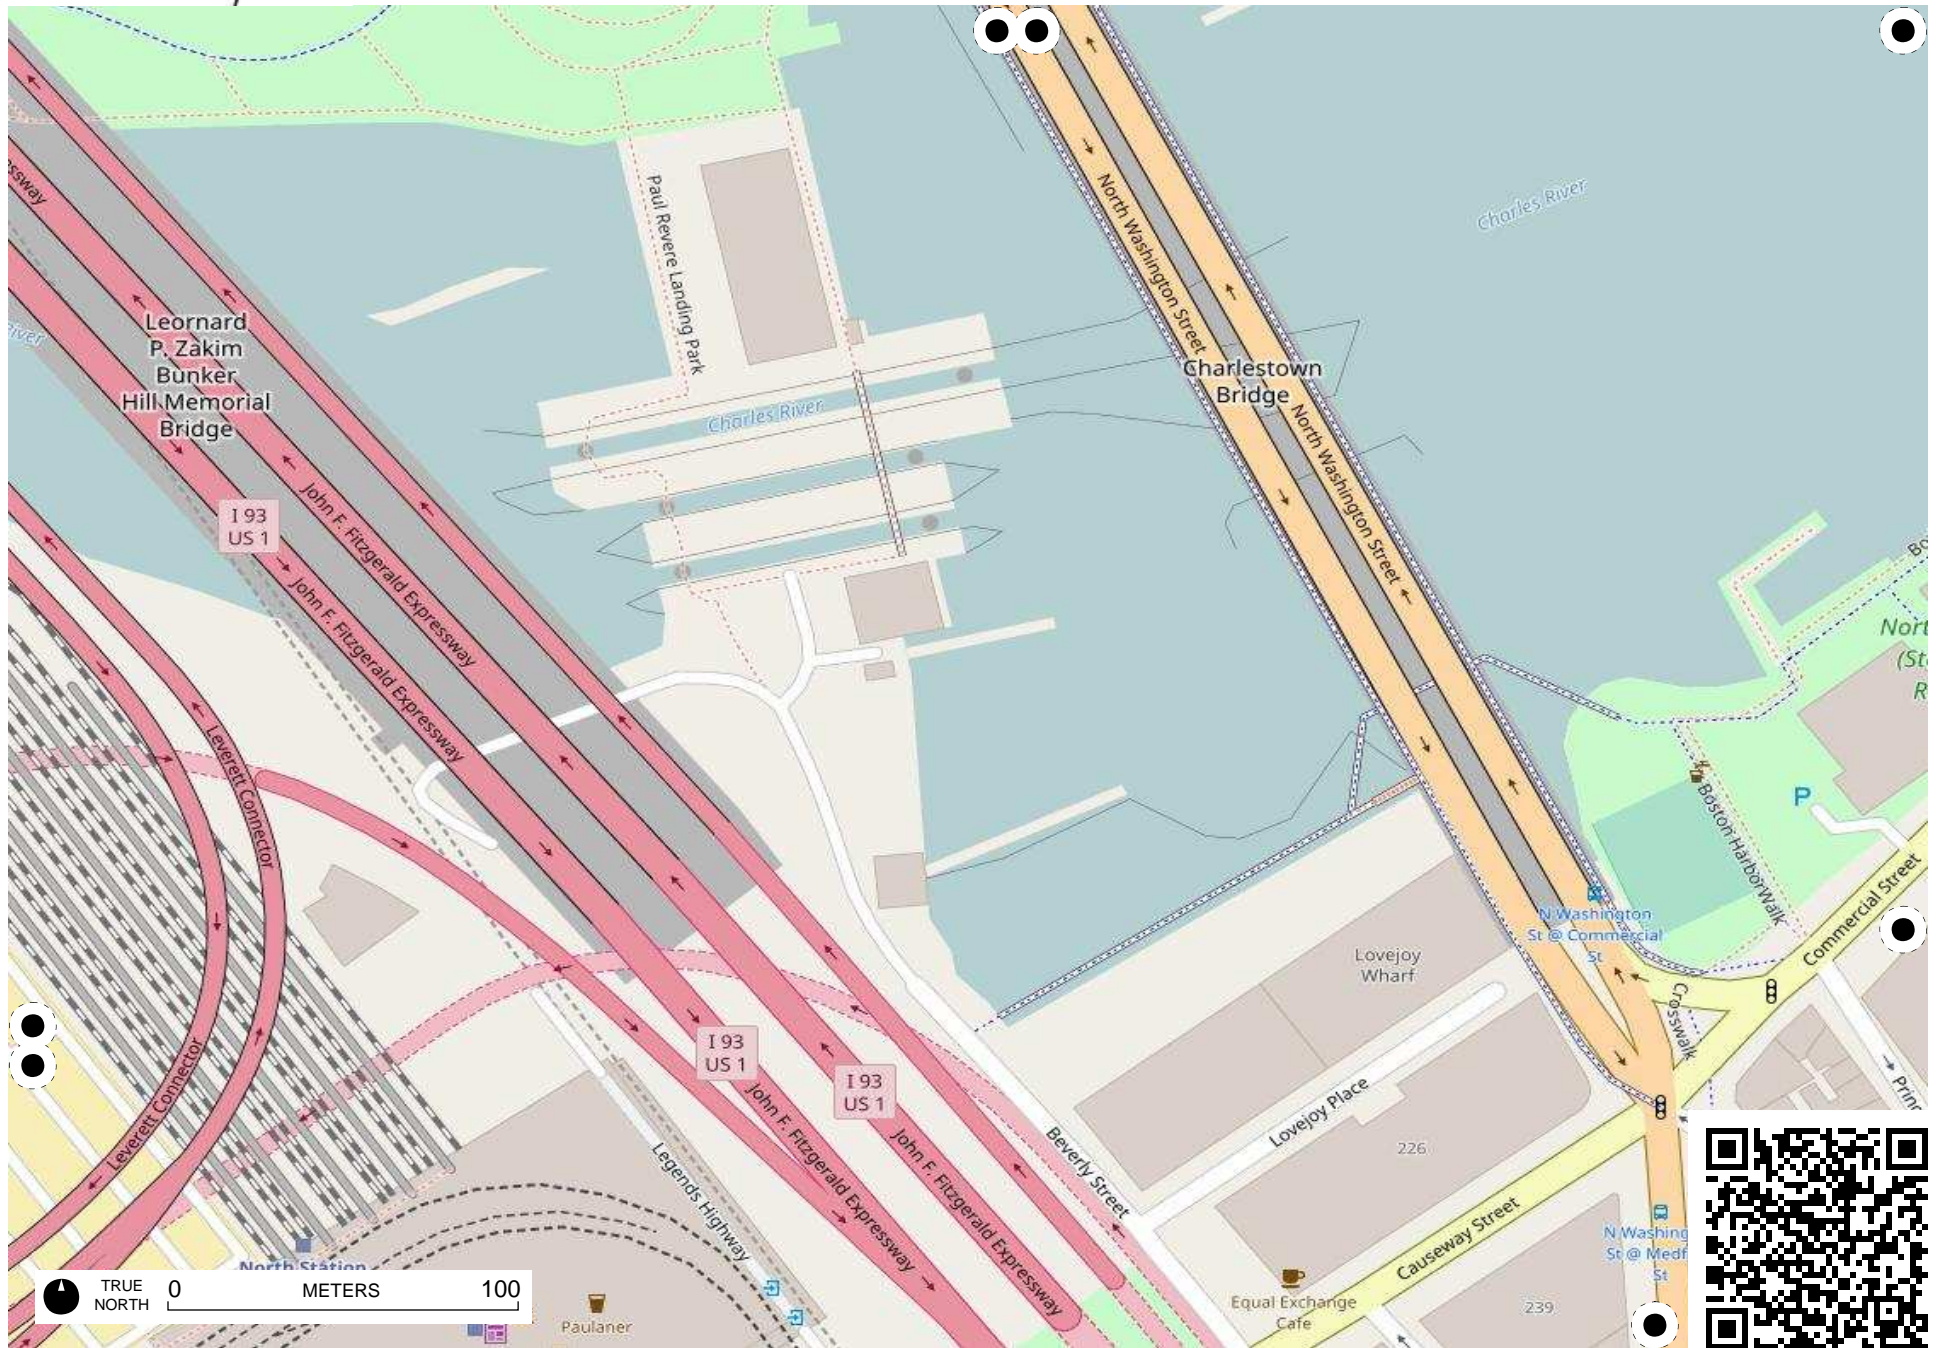 Charles River
Paul Revere Landing Park
North Washington Street
Leornard
P. Zakim
Bunker
Hill Memorial
Bridge
Charlestown
Bridge
Charles River
North Washington Street
I 93
US 1
John F. Fitzgerald Expressway
John F. Fitzgerald Expressway
Leverett Connector
Boston HarborWalk
P
Commercial Street
N Washington
St @ Commercial
St
Lovejoy
Wharf
Crosswalk
I 93
US 1
I 93
US 1
Leverett Connector
Lovejoy Place
226
Beverly Street
Legends Highway
John F. Fitzgerald Expressway
John F. Fitzgerald Expressway
Causeway Street
North Station
TRUE
NORTH
0 METERS 100
Paulaner
Equal Exchange
Cafe
239
St